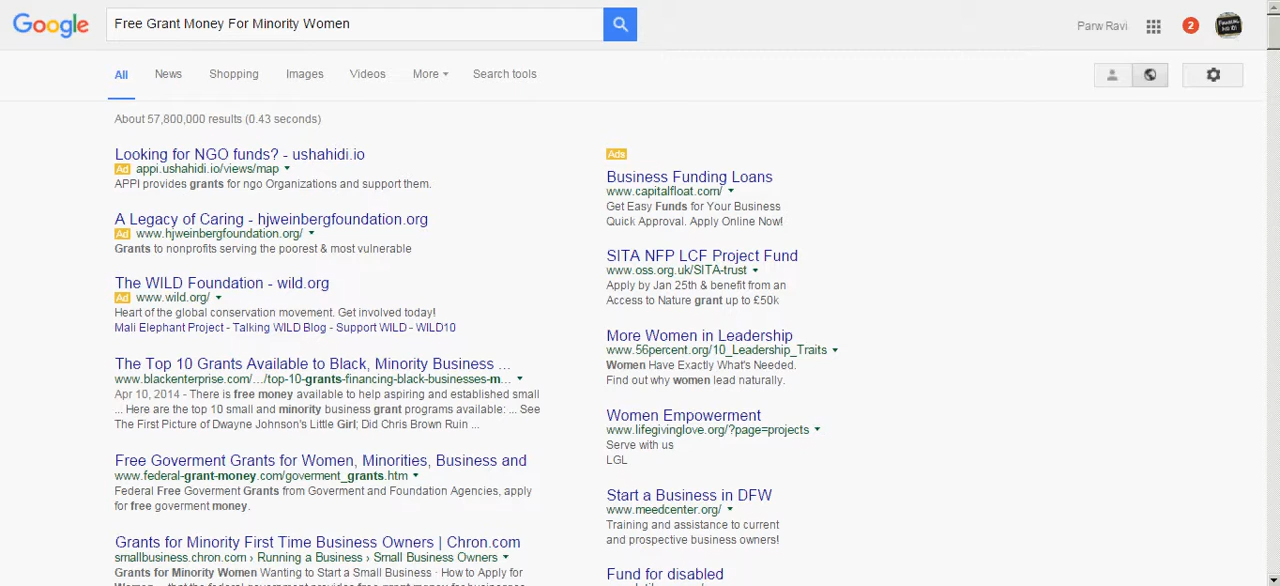 Google
Free Grant Money For Minority Women
Parw Ravi
2
All News Shopping Images Videos More Search tools
About 57,800,000 results (0.43 seconds)
Looking for NGO funds? - ushahidi.io
Ad appi.ushahidi.io/views/map
APPI provides grants for ngo Organizations and support them.
A Legacy of Caring - hjweinbergfoundation.org
Ad www.hjweinbergfoundation.org/
Grants to nonprofits serving the poorest & most vulnerable
The WILD Foundation - wild.org
Ad www.wild.org/
Heart of the global conservation movement. Get involved today!
Mali Elephant Project - Talking WILD Blog - Support WILD - WILD10
The Top 10 Grants Available to Black, Minority Business ...
www.blackenterprise.com/.../top-10-grants-financing-black-businesses-m...
Apr 10, 2014 - There is free money available to help aspiring and established small
... Here are the top 10 small and minority business grant programs available: ... See
The First Picture of Dwayne Johnson's Little Girl; Did Chris Brown Ruin ...
Free Goverment Grants for Women, Minorities, Business and
www.federal-grant-money.com/goverment_grants.htm
Federal Free Goverment Grants from Goverment and Foundation Agencies, apply
for free goverment money.
Grants for Minority First Time Business Owners | Chron.com
smallbusiness.chron.com › Running a Business › Small Business Owners
Grants for Minority Women Wanting to Start a Small Business · How to Apply for
Ads
Business Funding Loans
www.capitalfloat.com/
Get Easy Funds for Your Business
Quick Approval. Apply Online Now!
SITA NFP LCF Project Fund
www.oss.org.uk/SITA-trust
Apply by Jan 25th & benefit from an
Access to Nature grant up to £50k
More Women in Leadership
www.56percent.org/10_Leadership_Traits
Women Have Exactly What's Needed.
Find out why women lead naturally.
Women Empowerment
www.lifegivinglove.org/?page=projects
Serve with us
LGL
Start a Business in DFW
www.meedcenter.org/
Training and assistance to current
and prospective business owners!
Fund for disabled